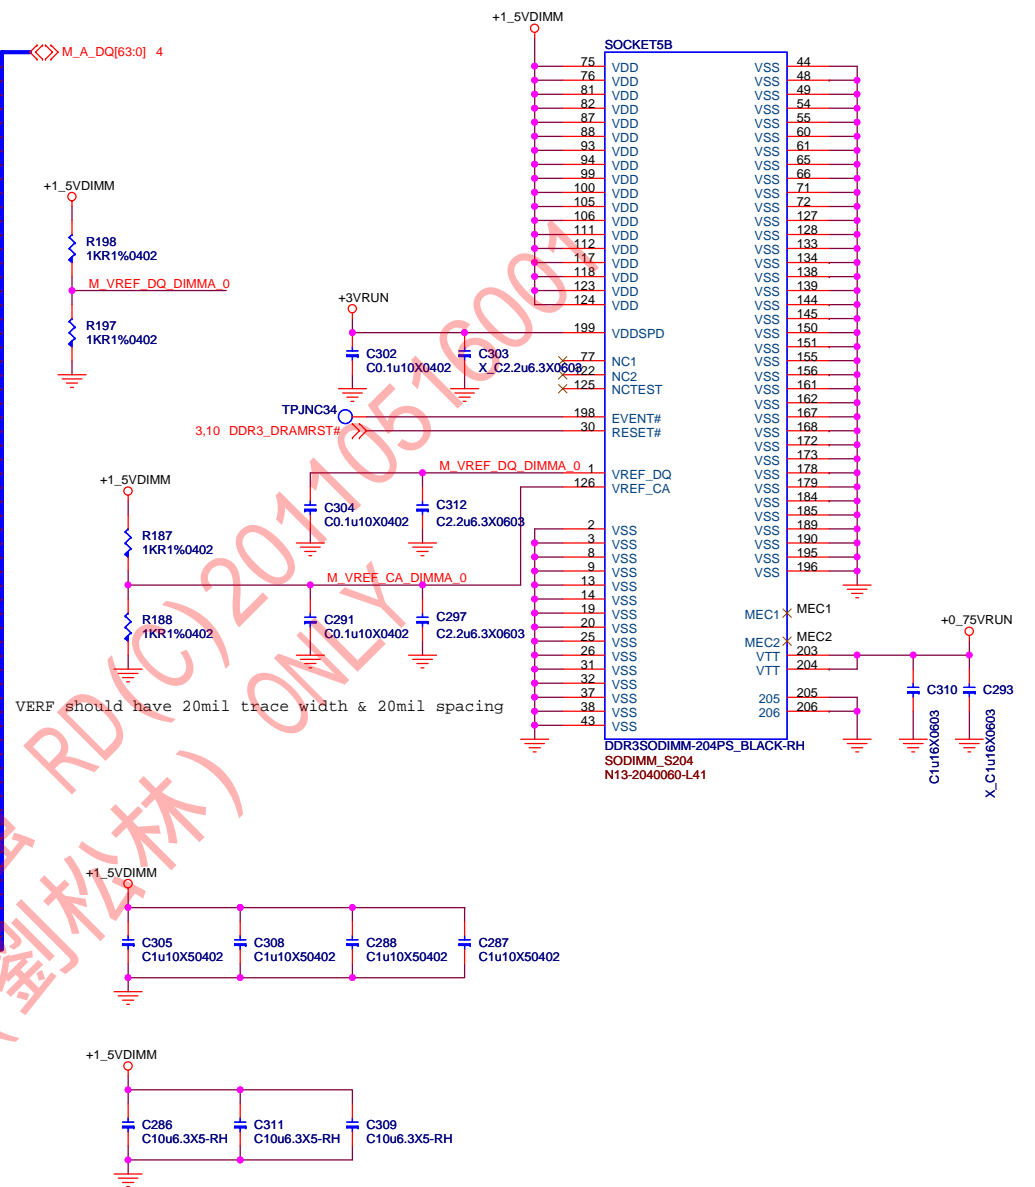 M_A_DQ[63:0] 4
+1_5VDIMM
R198
1KR1%0402
M_VREF_DQ_DIMMA_0
R197
1KR1%0402
+1_5VDIMM
SOCKET5B
75 VDD
76 VDD
81 VDD
82 VDD
87 VDD
88 VDD
93 VDD
94 VDD
99 VDD
100 VDD
105 VDD
106 VDD
111 VDD
112 VDD
117 VDD
118 VDD
123 VDD
124 VDD
199 VDDSPD
77 NC1
122 NC2
125 NCTEST
198 EVENT#
30 RESET#
1 VREF_DQ
126 VREF_CA
2 VSS
3 VSS
8 VSS
9 VSS
13 VSS
14 VSS
19 VSS
20 VSS
25 VSS
26 VSS
31 VSS
32 VSS
37 VSS
38 VSS
43 VSS
VSS 44
VSS 48
VSS 49
VSS 54
VSS 55
VSS 60
VSS 61
VSS 65
VSS 66
VSS 71
VSS 72
VSS 127
VSS 128
VSS 133
VSS 134
VSS 138
VSS 139
VSS 144
VSS 145
VSS 150
VSS 151
VSS 155
VSS 156
VSS 161
VSS 162
VSS 167
VSS 168
VSS 172
VSS 173
VSS 178
VSS 179
VSS 184
VSS 185
VSS 189
VSS 190
VSS 195
VSS 196
MEC1 MEC1
MEC2 MEC2
VTT 203
VTT 204
205 205
206 206
DDR3SODIMM-204PS_BLACK-RH
SODIMM_S204
N13-2040060-L41
+3VRUN
C302
C0.1u10X0402
C303
X_C2.2u6.3X0603
TPJNC34
3,10 DDR3_DRAMRST#
M_VREF_DQ_DIMMA_0
C304
C0.1u10X0402
C312
C2.2u6.3X0603
+1_5VDIMM
R187
1KR1%0402
M_VREF_CA_DIMMA_0
R188
1KR1%0402
C291
C0.1u10X0402
C297
C2.2u6.3X0603
VERF should have 20mil trace width & 20mil spacing
+0_75VRUN
C310
C1u16X0603
C293
X_C1u16X0603
+1_5VDIMM
C305
C1u10X50402
C308
C1u10X50402
C288
C1u10X50402
C287
C1u10X50402
+1_5VDIMM
C286
C10u6.3X5-RH
C311
C10u6.3X5-RH
C309
C10u6.3X5-RH
RD(C)20110516001
(劉松林) ONLY